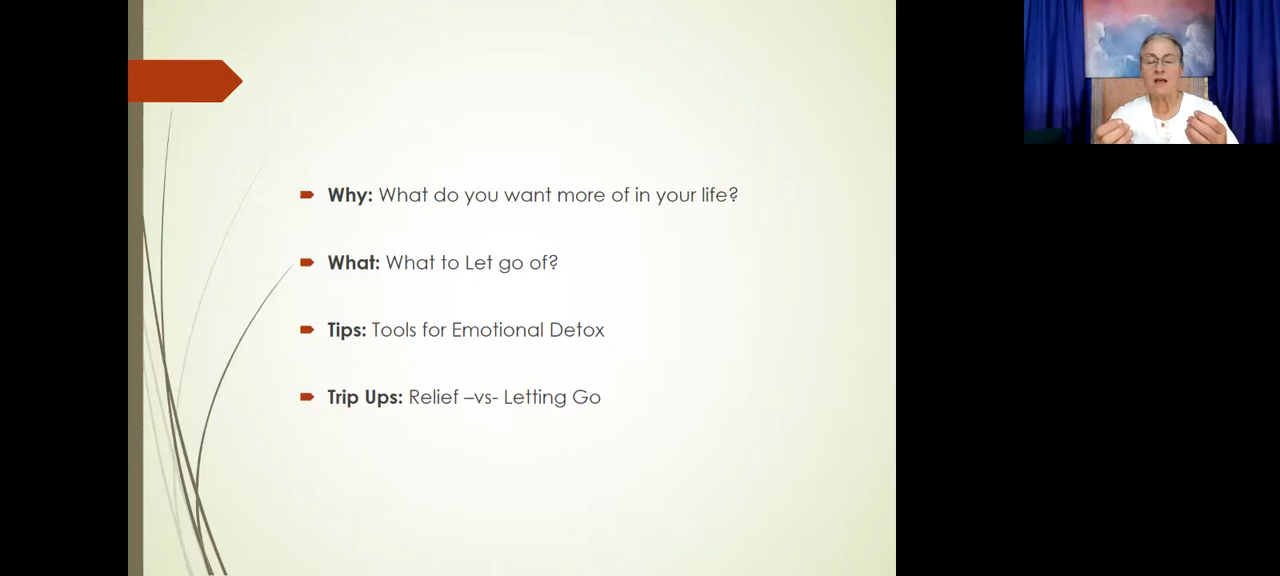 Why: What do you want more of in your life?
What: What to Let go of?
Tips: Tools for Emotional Detox
Trip Ups: Relief –vs- Letting Go